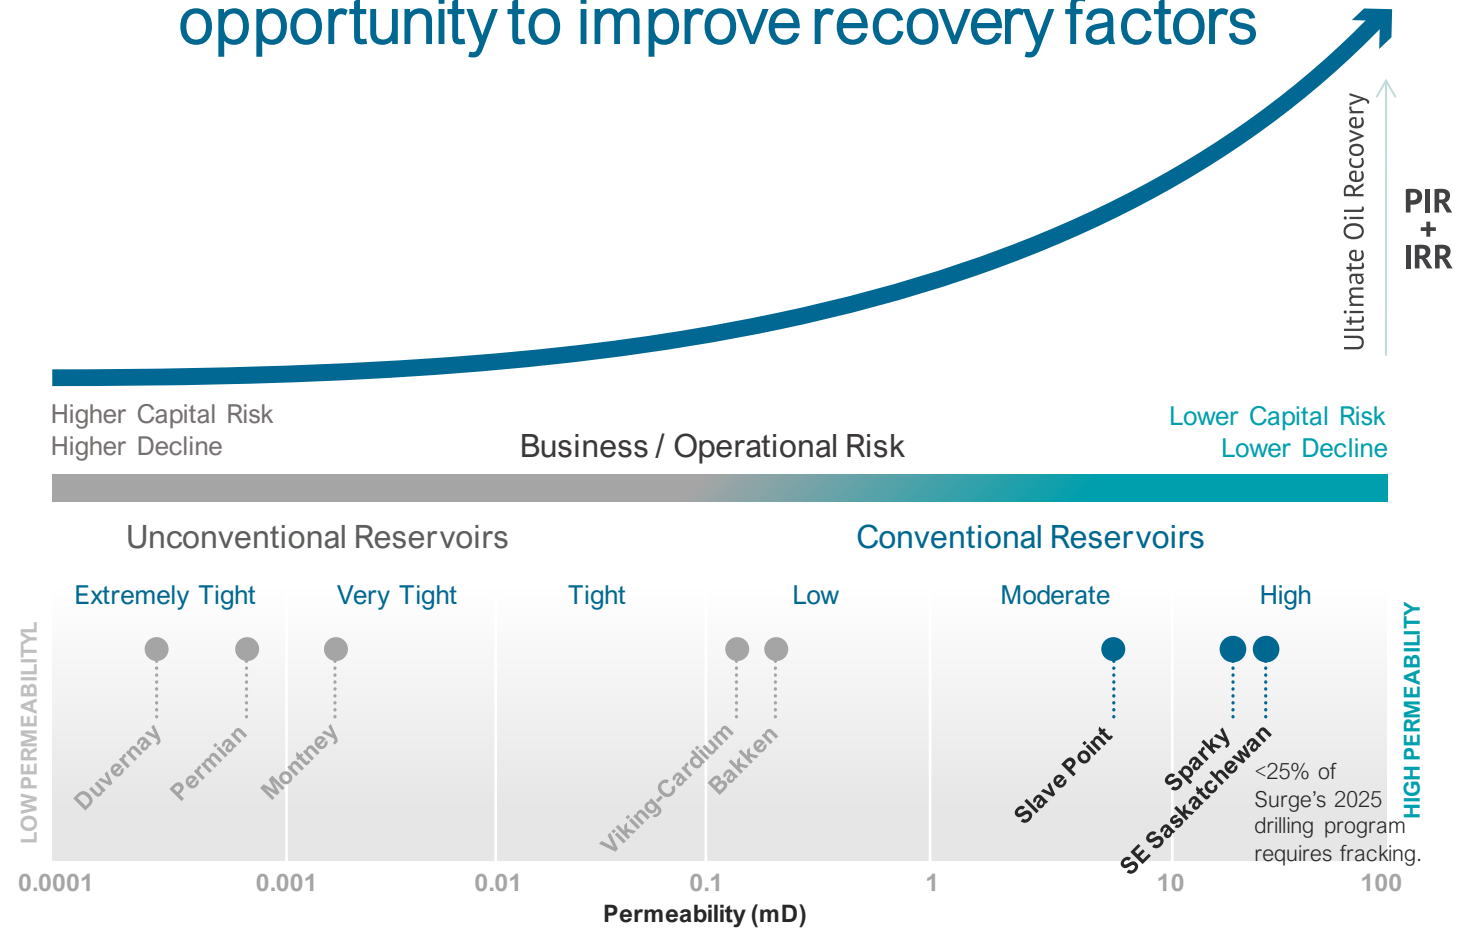 opportunity to improve recovery factors
Ultimate Oil Recovery
PIR
+
IRR
Higher Capital Risk
Higher Decline
Business / Operational Risk
Lower Capital Risk
Lower Decline
Unconventional Reservoirs
Conventional Reservoirs
Extremely Tight
Very Tight
Tight
Low
Moderate
High
LOW PERMEABILITYL
HIGH PERMEABILITY
Duvernay
Permian
Montney
Viking-Cardium
Bakken
Slave Point
Sparky
SE Saskatchewan
<25% of
Surge's 2025
drilling program
requires fracking.
0.0001
0.001
0.01
0.1
1
10
100
Permeability (mD)